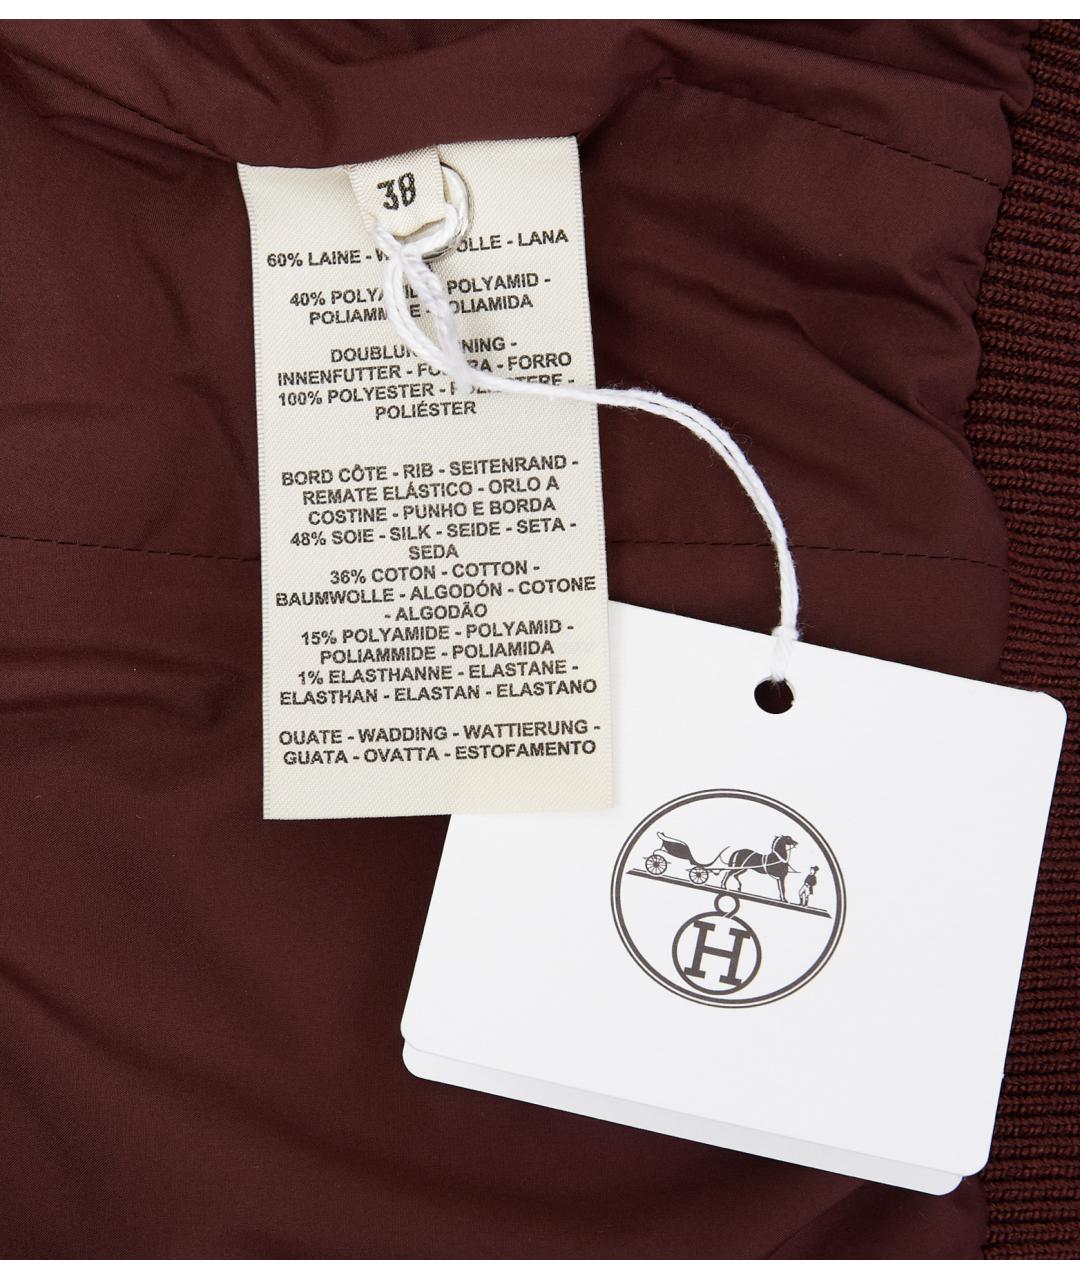 38
60% LAINE - - LANA
40% POLYAMID -
- POLIAMIDA
- 
INNENFUTTER - - FORRO
100% POLYESTER - -
POLIÉSTER
BORD CÔTE - RIB - SEITENRAND -
REMATE ELÁSTICO - ORLO A
COSTINE - PUNHO E BORDA
48% SOIE - SILK - SEIDE - SETA -
SEDA
36% COTON - COTTON -
BAUMWOLLE - ALGODÓN - COTONE
- ALGODÃO
15% POLYAMIDE - POLYAMID -
POLIAMMIDE - POLIAMIDA
1% ELASTHANNE - ELASTANE -
ELASTHAN - ELASTAN - ELASTANO
OUATE - WADDING - WATTIERUNG -
GUATA - OVATTA - ESTOFAMENTO
H